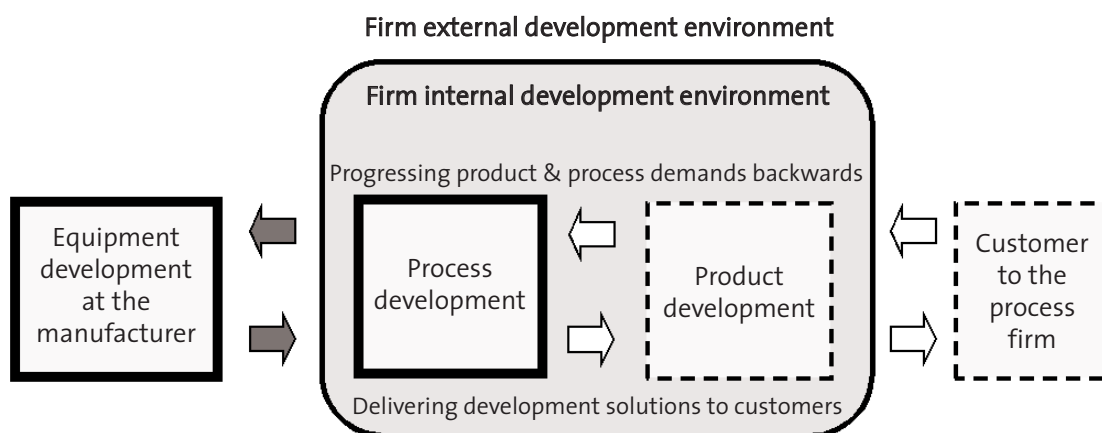 Firm external development environment
Firm internal development environment
Progressing product & process demands backwards
Equipment
development
at the
manufacturer
Process
development
Product
development
Customer
to the
process
firm
Delivering development solutions to customers